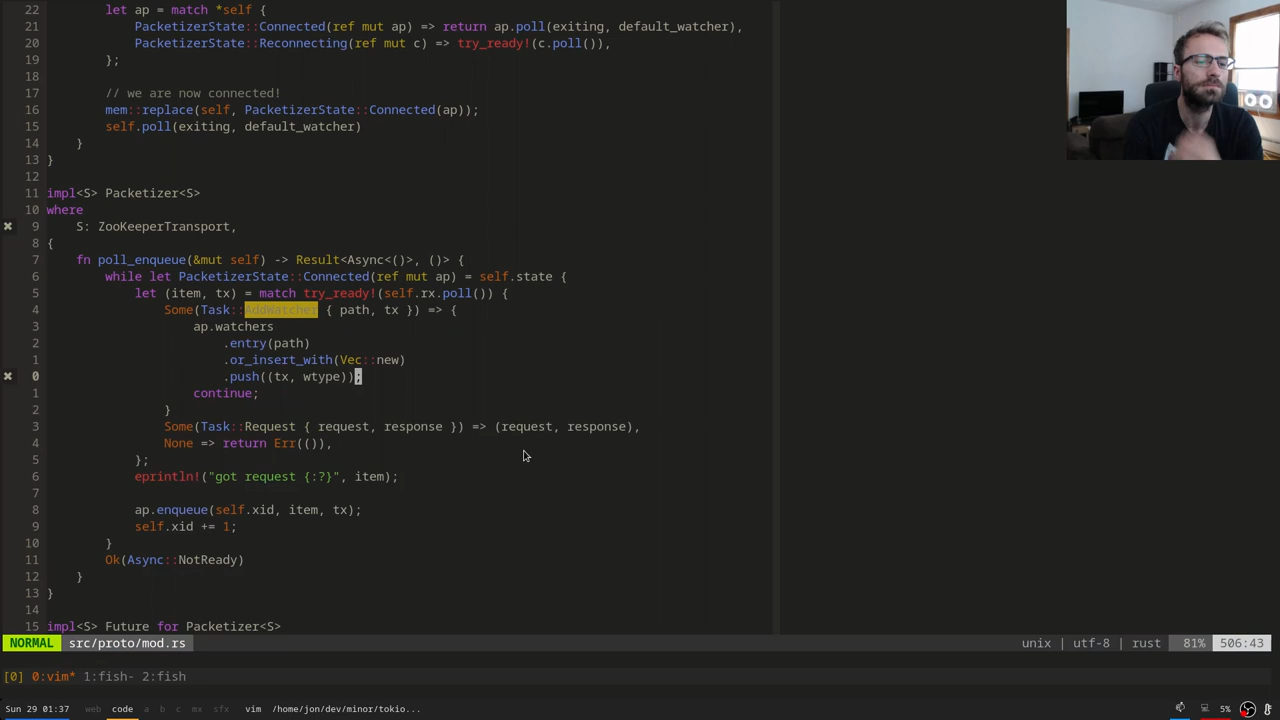 22 let ap = match *self {
21 PacketizerState::Connected(ref mut ap) => return ap.poll(exiting, default_watcher),
20 PacketizerState::Reconnecting(ref mut c) => try_ready!(c.poll()),
19 };
18
17 // we are now connected!
16 mem::replace(self, PacketizerState::Connected(ap));
15 self.poll(exiting, default_watcher)
14 }
13 }
12
11 impl<S> Packetizer<S>
10 where
✖ 9 S: ZooKeeperTransport,
8 {
7 fn poll_enqueue(&mut self) -> Result<Async<()>, ()> {
6 while let PacketizerState::Connected(ref mut ap) = self.state {
5 let (item, tx) = match try_ready!(self.rx.poll()) {
4 Some(Task::AddWatcher { path, tx }) => {
3 ap.watchers
2 .entry(path)
1 .or_insert_with(Vec::new)
✖ 0 .push((tx, wtype));
1 continue;
2 }
3 Some(Task::Request { request, response }) => (request, response),
4 None => return Err(()),
5 };
6 eprintln!("got request {:?}", item);
7
8 ap.enqueue(self.xid, item, tx);
9 self.xid += 1;
10 }
11 Ok(Async::NotReady)
12 }
13 }
14
15 impl<S> Future for Packetizer<S>
NORMAL src/proto/mod.rs unix | utf-8 | rust 81% 506:43
[0] 0:vim* 1:fish- 2:fish
Sun 29 01:37 web code a b c mx sfx vim /home/jon/dev/minor/tokio... 5%